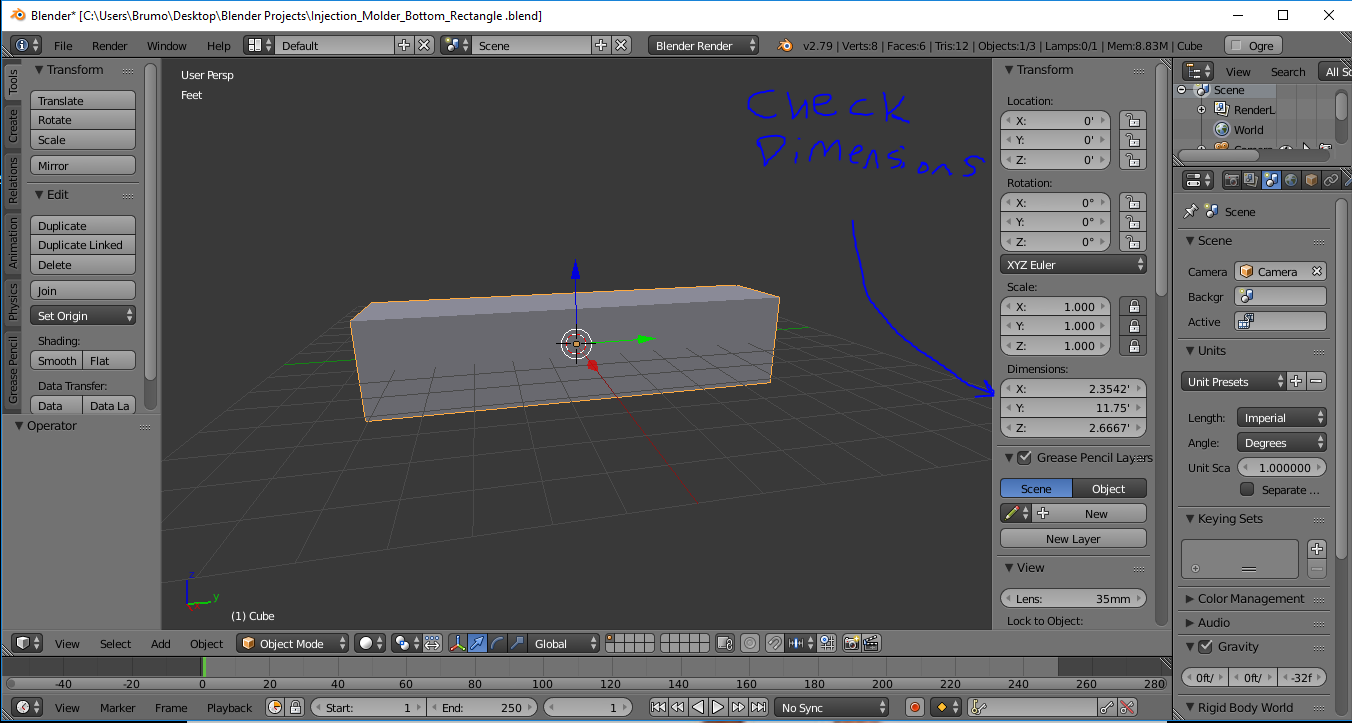 Blender* [C:\Users\Brumo\Desktop\Blender Projects\Injection_Molder_Bottom_Rectangle .blend]
File Render Window Help Default Scene Blender Render v2.79 | Verts:8 | Faces:6 | Tris:12 | Objects:1/3 | Lamps:0/1 | Mem:8.83M | Cube Ogre
Tools
Create
Relations
Animation
Physics
Grease Pencil
Transform
Translate
Rotate
Scale
Mirror
Edit
Duplicate
Duplicate Linked
Delete
Join
Set Origin
Shading:
Smooth Flat
Data Transfer:
Data Data La
Operator
User Persp
Feet
Check
Dimensions
z
y
(1) Cube
Transform
Location:
X: 0'
Y: 0'
Z: 0'
Rotation:
X: 0°
Y: 0°
Z: 0°
XYZ Euler
Scale:
X: 1.000
Y: 1.000
Z: 1.000
Dimensions:
X: 2.3542'
Y: 11.75'
Z: 2.6667'
Grease Pencil Layers
Scene Object
New
New Layer
View
Lens: 35mm
Lock to Object:
View Search All Sc
Scene
RenderL
World
Scene
Scene
Camera Camera
Backgr
Active
Units
Unit Presets
Length: Imperial
Angle: Degrees
Unit Sca 1.000000
Separate ...
Keying Sets
Color Management
Audio
Gravity
0ft/ 0ft/ -32f
Rigid Body World
View Select Add Object Object Mode Global
-40 -20 0 20 40 60 80 100 120 140 160 180 200 220 240 260 280
View Marker Frame Playback Start: 1 End: 250 1 No Sync